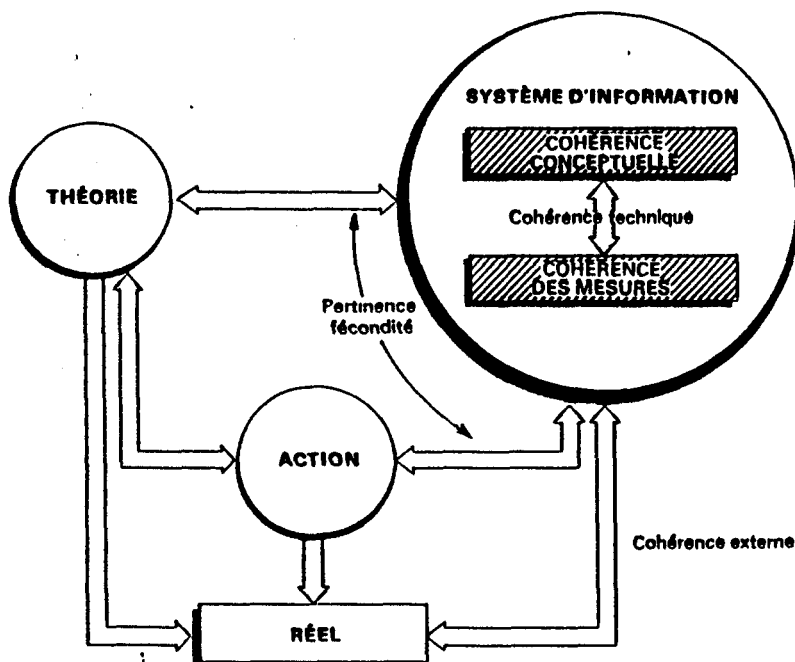 SYSTÈME D'INFORMATION
COHÉRENCE
CONCEPTUELLE
THÉORIE
Cohérence technique
COHÉRENCE
DES MESURES
Pertinence
fécondité
ACTION
Cohérence externe
RÉEL